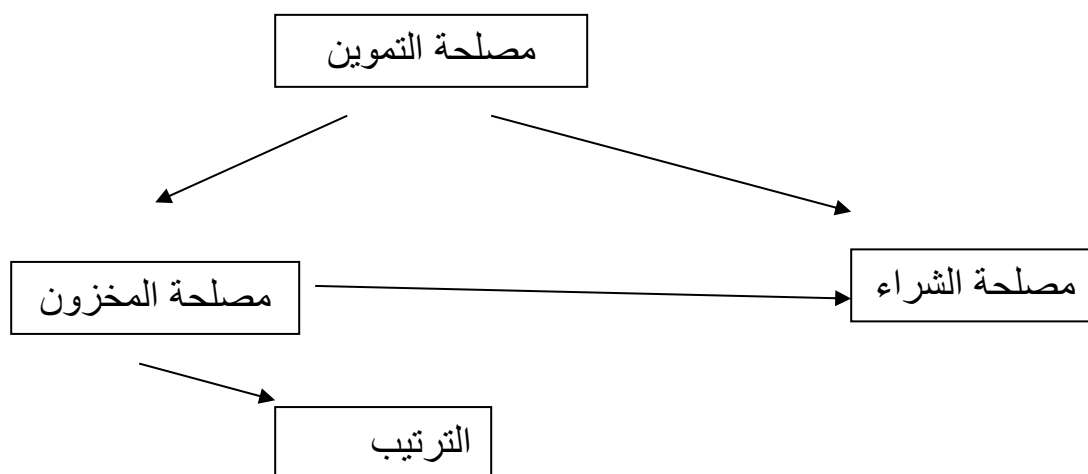 مصلحة التموين
مصلحة الشراء
مصلحة المخزون
الترتيب